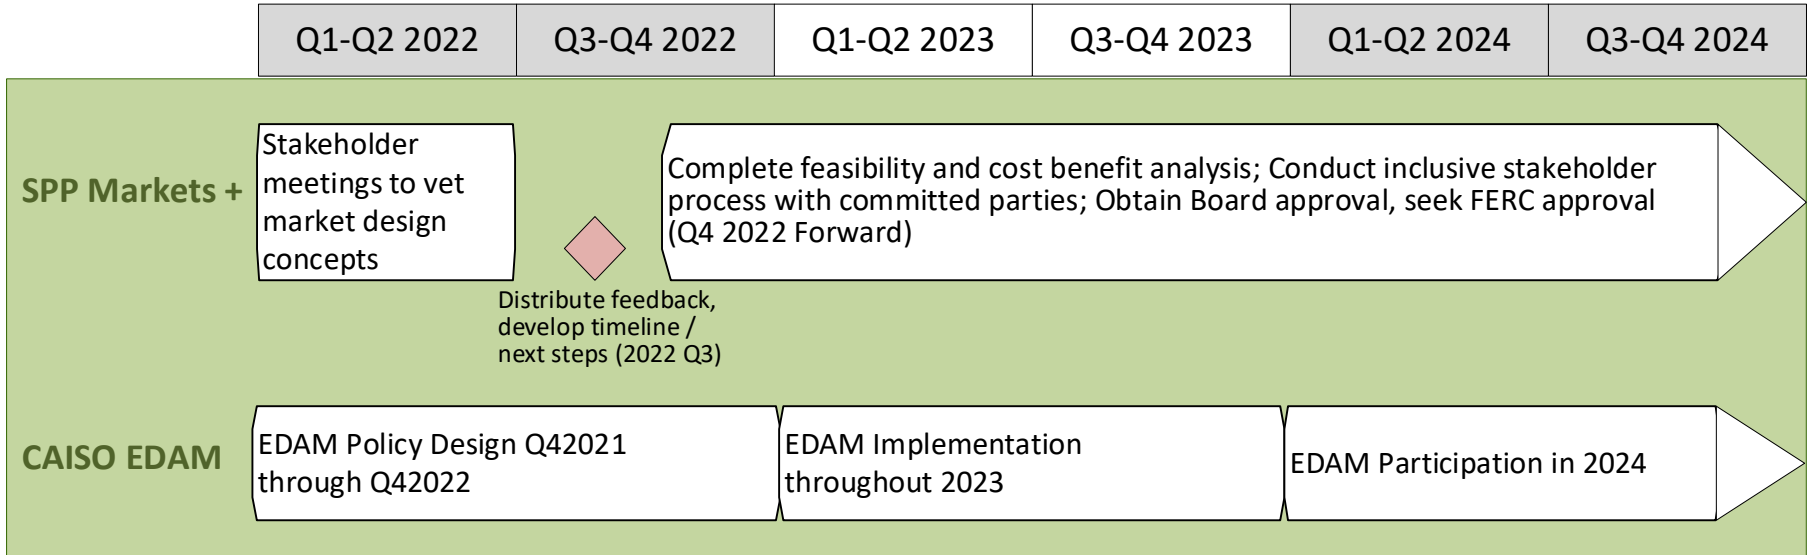 Q1-Q2 2022 Q3-Q4 2022 Q1-Q2 2023 Q3-Q4 2023 Q1-Q2 2024 Q3-Q4 2024
SPP Markets +
Stakeholder
meetings to vet
market design
concepts
Distribute feedback,
develop timeline /
next steps (2022 Q3)
Complete feasibility and cost benefit analysis; Conduct inclusive stakeholder
process with committed parties; Obtain Board approval, seek FERC approval
(Q4 2022 Forward)
CAISO EDAM
EDAM Policy Design Q42021
through Q42022
EDAM Implementation
throughout 2023
EDAM Participation in 2024